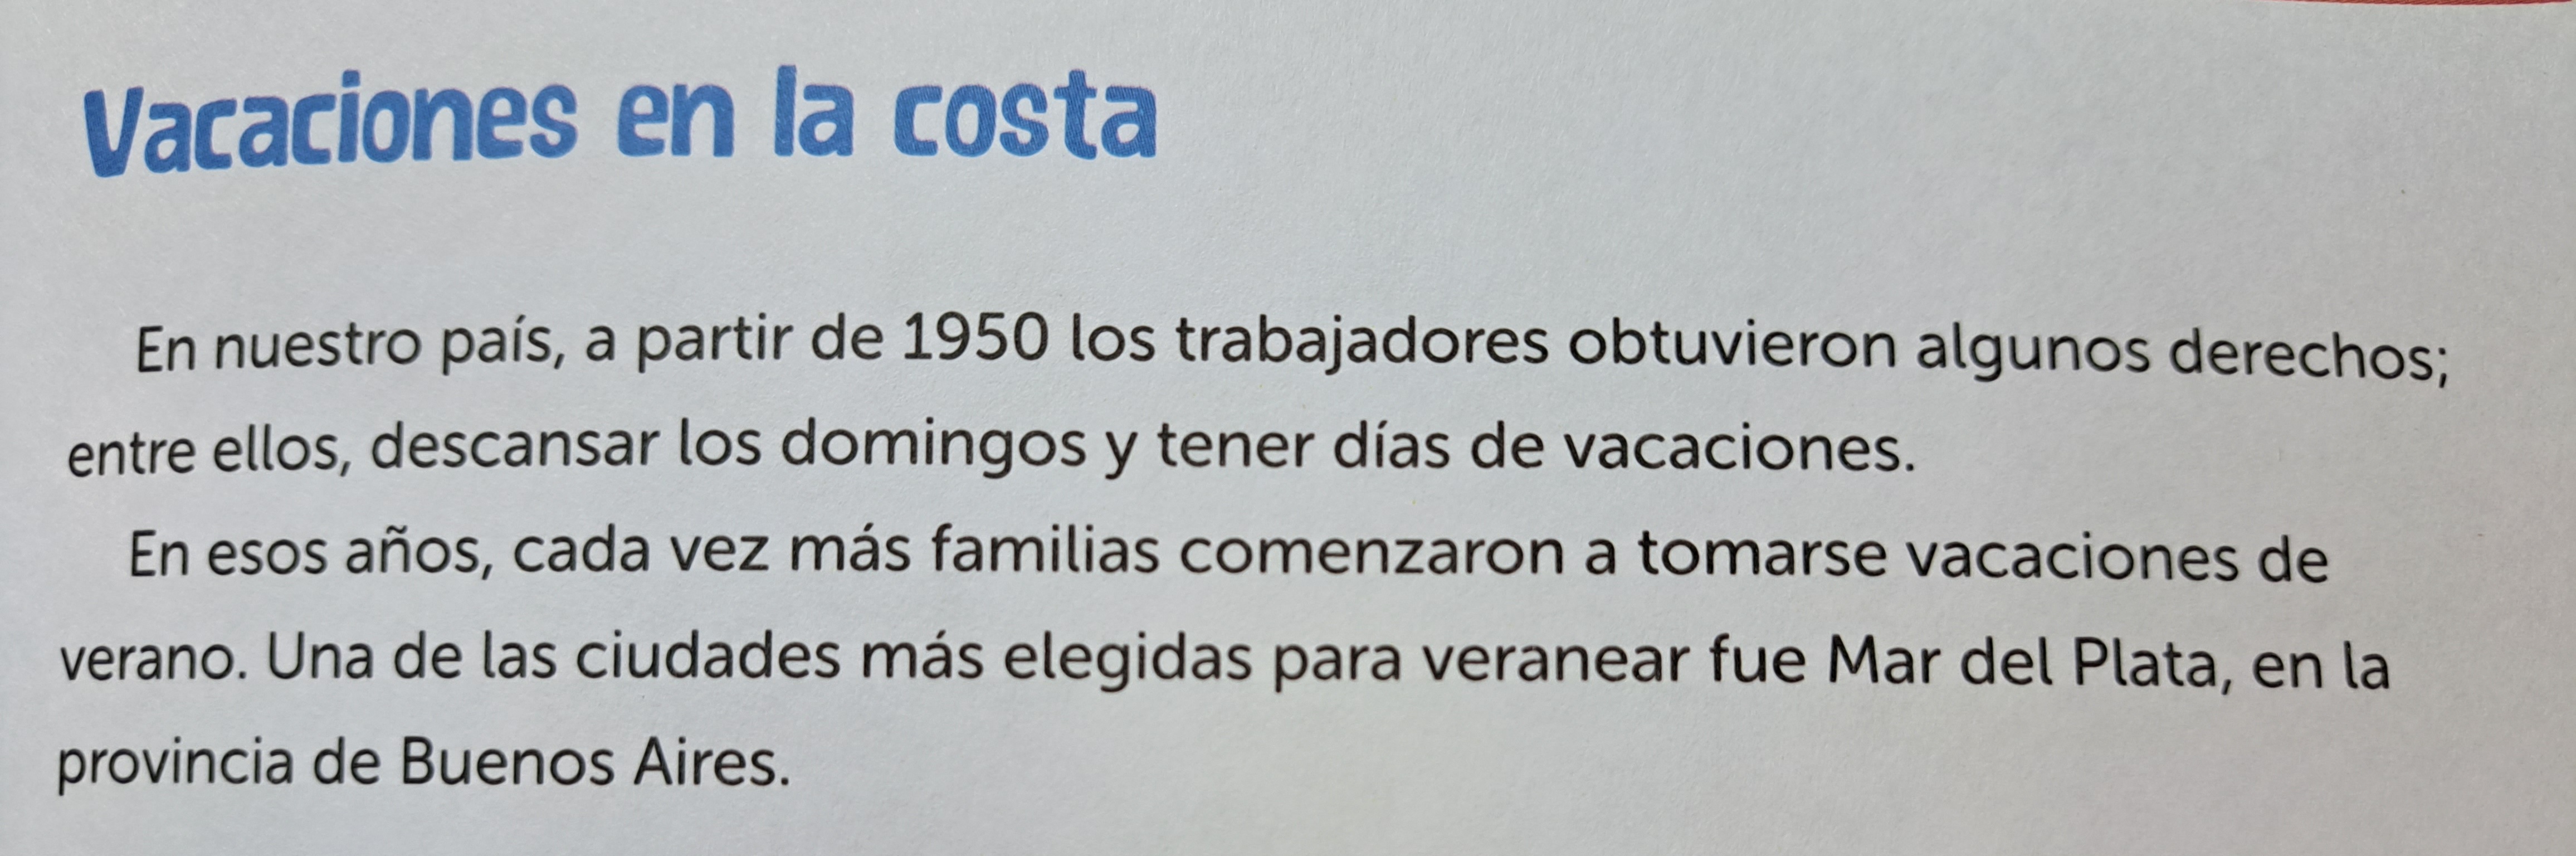 Vacaciones en la costa
En nuestro país, a partir de 1950 los trabajadores obtuvieron algunos derechos;
entre ellos, descansar los domingos y tener días de vacaciones.
En esos años, cada vez más familias comenzaron a tomarse vacaciones de
verano. Una de las ciudades más elegidas para veranear fue Mar del Plata, en la
provincia de Buenos Aires.